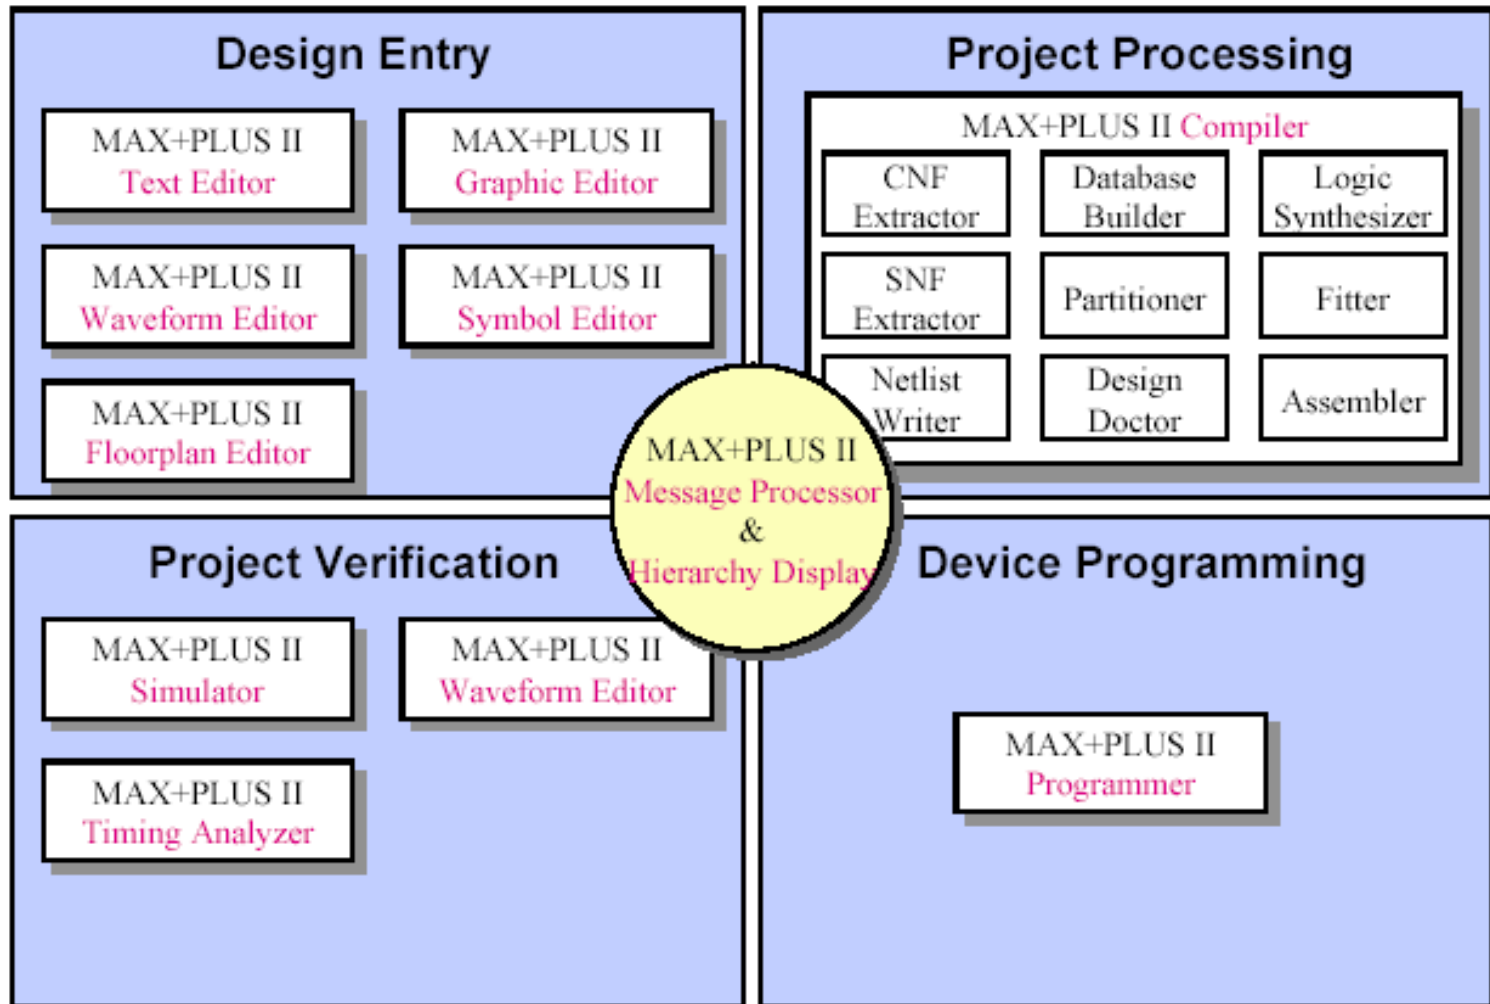 Design Entry
MAX+PLUS II
Text Editor
MAX+PLUS II
Graphic Editor
MAX+PLUS II
Waveform Editor
MAX+PLUS II
Symbol Editor
MAX+PLUS II
Floorplan Editor
Project Processing
MAX+PLUS II Compiler
CNF
Extractor
Database
Builder
Logic
Synthesizer
SNF
Extractor
Partitioner
Fitter
Netlist
Writer
Design
Doctor
Assembler
MAX+PLUS II
Message Processor
&
Hierarchy Display
Project Verification
MAX+PLUS II
Simulator
MAX+PLUS II
Waveform Editor
MAX+PLUS II
Timing Analyzer
Device Programming
MAX+PLUS II
Programmer